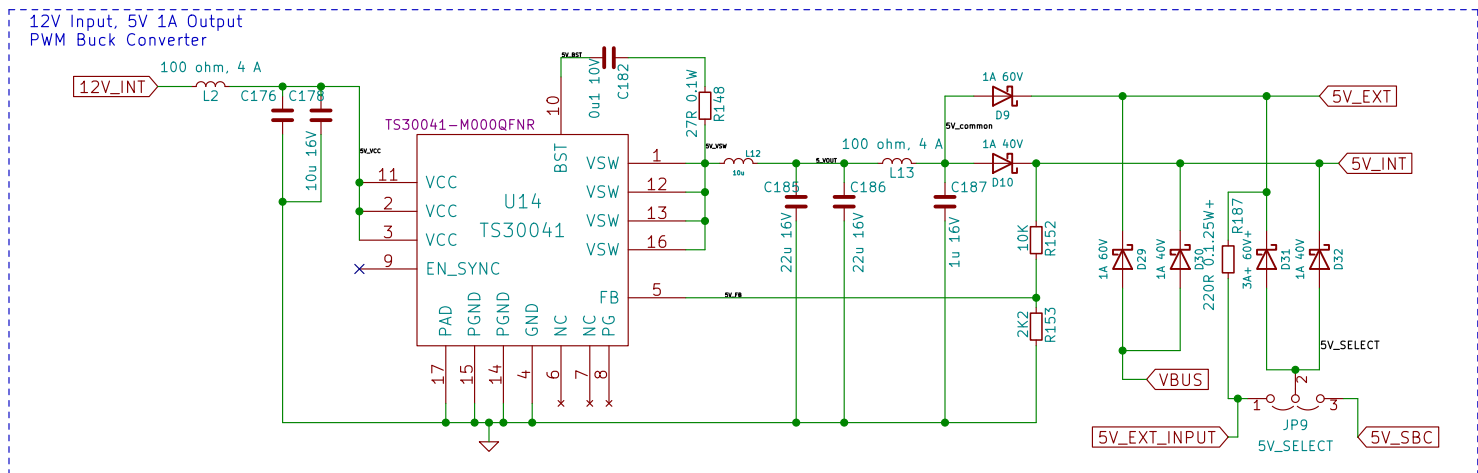 12V Input, 5V 1A Output
PWM Buck Converter
12V_INT
100 ohm, 4 A
L2
C176
C178
10u 16V
5V_VCC
5V_BST
0u1 10V
C182
27R 0.1W
R148
TS30041-M000QFNR
10
BST
U14
TS30041
11
VCC
2
VCC
3
VCC
9
EN_SYNC
1
VSW
12
VSW
13
VSW
16
VSW
5
FB
PAD
PGND
PGND
GND
NC
NC
PG
17
15
14
4
6
7
8
5V_VSW
L12
10u
5_VOUT
100 ohm, 4 A
L13
C185
22u 16V
C186
22u 16V
C187
1u 16V
5V_FB
5V_common
1A 60V
D9
1A 40V
D10
10K
R152
2K2
R153
5V_EXT
5V_INT
1A 60V
D29
1A 40V
D30
220R 0.1.25W+
R187
3A+ 60V+
D31
1A 40V
D32
VBUS
5V_SELECT
1
2
3
JP9
5V_SELECT
5V_EXT_INPUT
5V_SBC